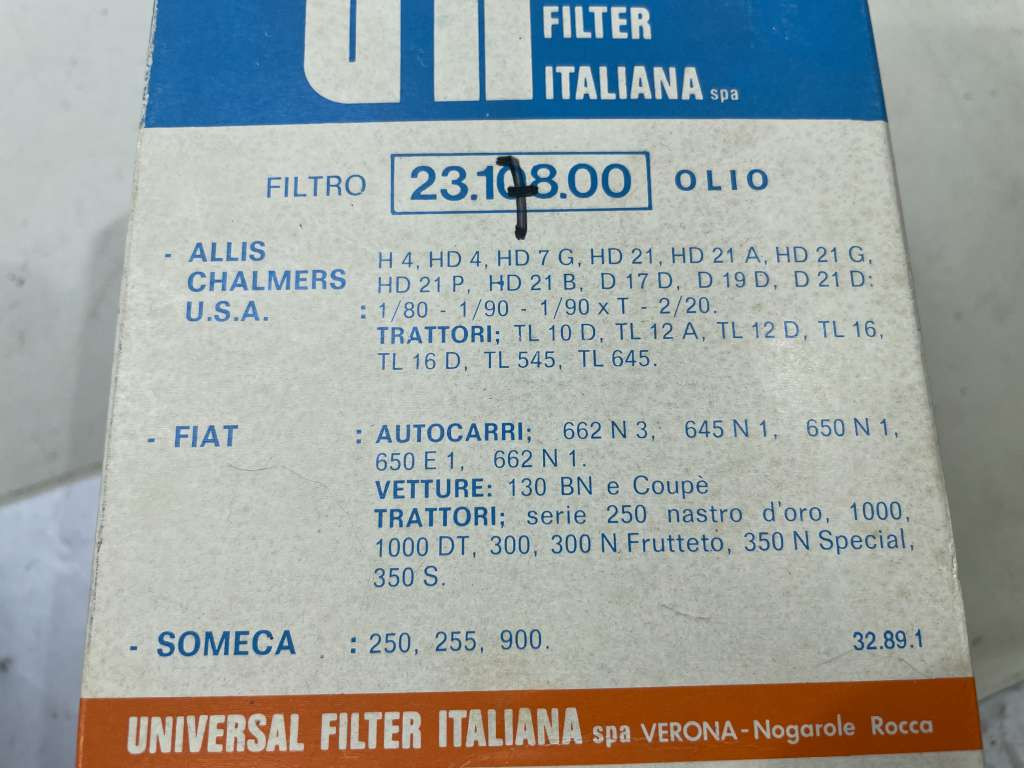 FILTER
ITALIANA spa
FILTRO 23.108.00 OLIO
- ALLIS CHALMERS U.S.A. : H 4, HD 4, HD 7 G, HD 21, HD 21 A, HD 21 G,
HD 21 P, HD 21 B, D 17 D, D 19 D, D 21 D:
1/80 - 1/90 - 1/90 x T - 2/20.
TRATTORI; TL 10 D, TL 12 A, TL 12 D, TL 16,
TL 16 D, TL 545, TL 645.
- FIAT : AUTOCARRI; 662 N 3, 645 N 1, 650 N 1,
650 E 1, 662 N 1.
VETTURE: 130 BN e Coupè
TRATTORI; serie 250 nastro d'oro, 1000,
1000 DT, 300, 300 N Frutteto, 350 N Special,
350 S.
- SOMECA : 250, 255, 900.
32.89.1
UNIVERSAL FILTER ITALIANA spa VERONA-Nogarole Rocca